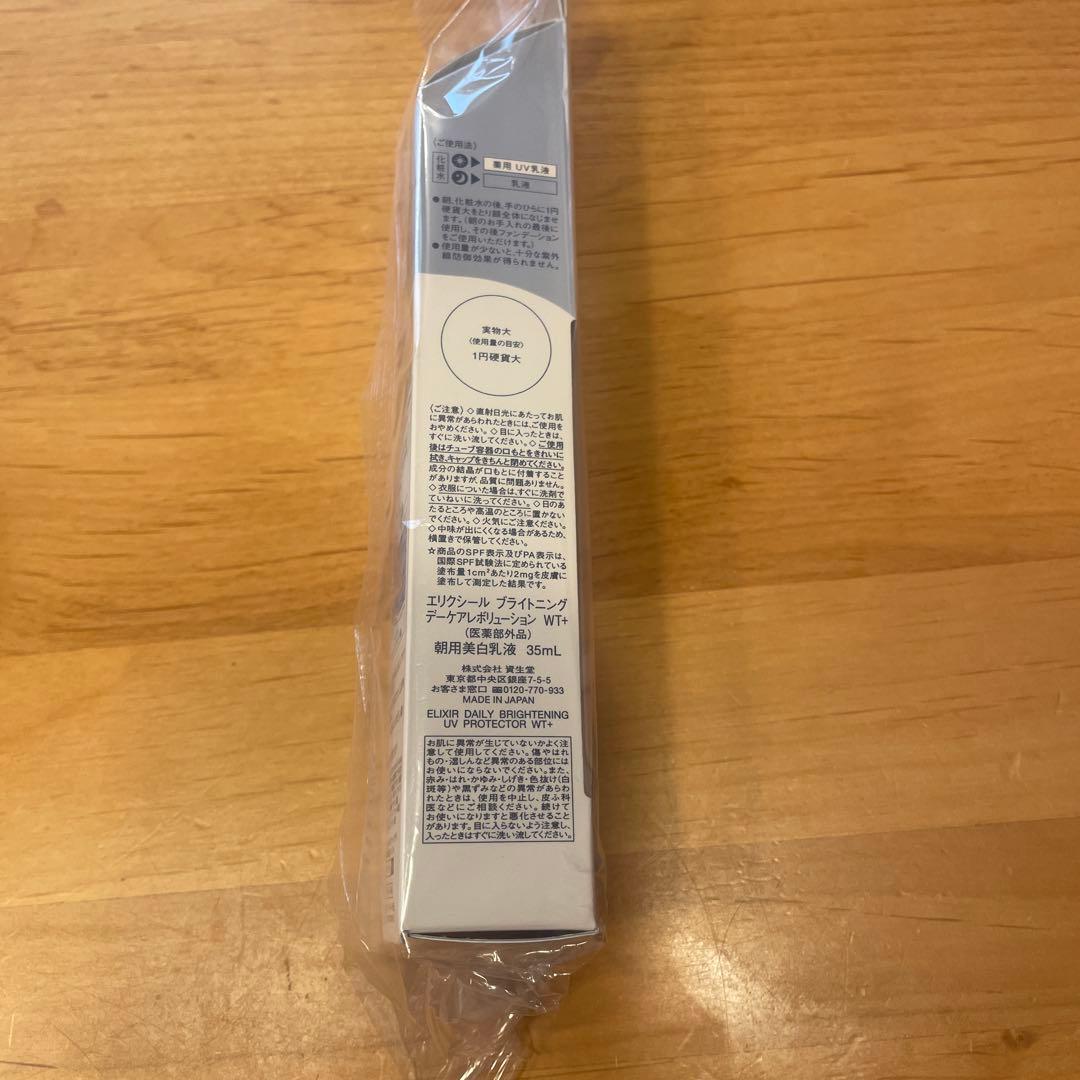 〈ご使用法〉
化粧水
薬用 UV乳液
乳液
●朝、化粧水の後、手のひらに1円
硬貨大をとり顔全体になじませ
ます。(朝のお手入れの最後に
使用し、その後ファンデーション
をご使用いただけます。)
●使用量が少ないと、十分な紫外
線防御効果が得られません。
実物大
〈使用量の目安〉
1円硬貨大
〈ご注意〉◇直射日光にあたってお肌
に異常があらわれたときには、ご使用を
おやめください。◇目に入ったときは、
すぐに洗い流してください。◇ご使用
後はチューブ容器の口もとをきれいに
拭き、キャップをきちんと閉めてください。
成分の結晶が口もとに付着すること
がありますが、品質に問題ありません。
◇衣服についた場合は、すぐに洗剤で
ていねいに洗ってください。◇日のあ
たるところや高温のところに置かない
でください。◇火気にご注意ください。
◇中味が出にくくなる場合があるため、
横置きで保管してください。
☆商品のSPF表示及びPA表示は、
国際SPF試験法に定められている
塗布量1cm²あたり2mgを皮膚に
塗布して測定した結果です。
エリクシール ブライトニング
デーケアレボリューション WT+
(医薬部外品)
朝用美白乳液 35mL
株式会社 資生堂
東京都中央区銀座7-5-5
お客さま窓口 0120-770-933
MADE IN JAPAN
ELIXIR DAILY BRIGHTENING
UV PROTECTOR WT+
お肌に異常が生じていないかよく注
意して使用してください。傷やはれ
もの・湿しんなど異常のある部位には
お使いにならないでください。また、
赤み・はれ・かゆみ・しげき・色抜け(白
斑等)や黒ずみなどの異常があらわ
れたときは、使用を中止し、皮ふ科
医などにご相談ください。続けて
お使いになりますと悪化させること
があります。目に入らないよう注意し、
入ったときはすぐに洗い流してください。